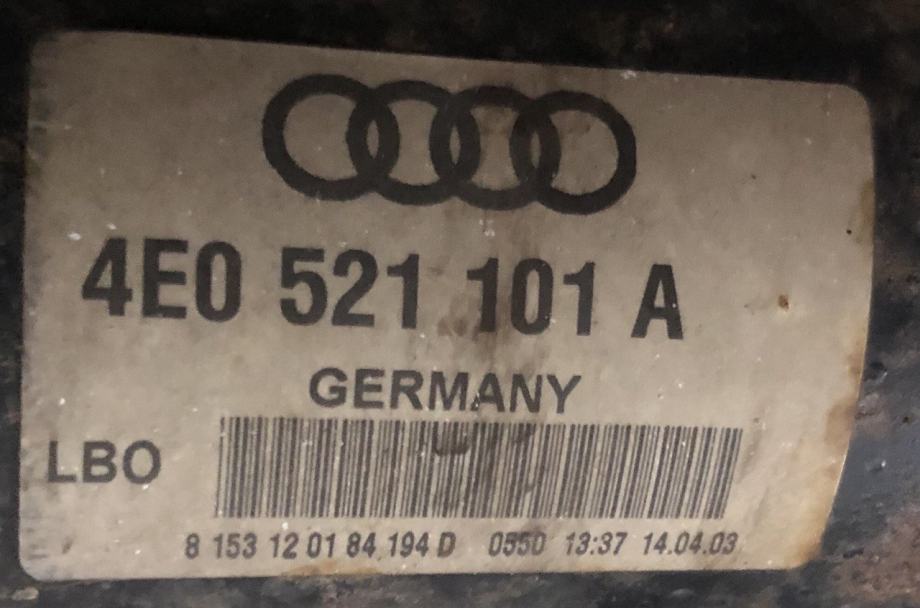 4E0 521 101 A
GERMANY
LBO
8 153 12 01 84 194 D 0550 13:37 14.04.03